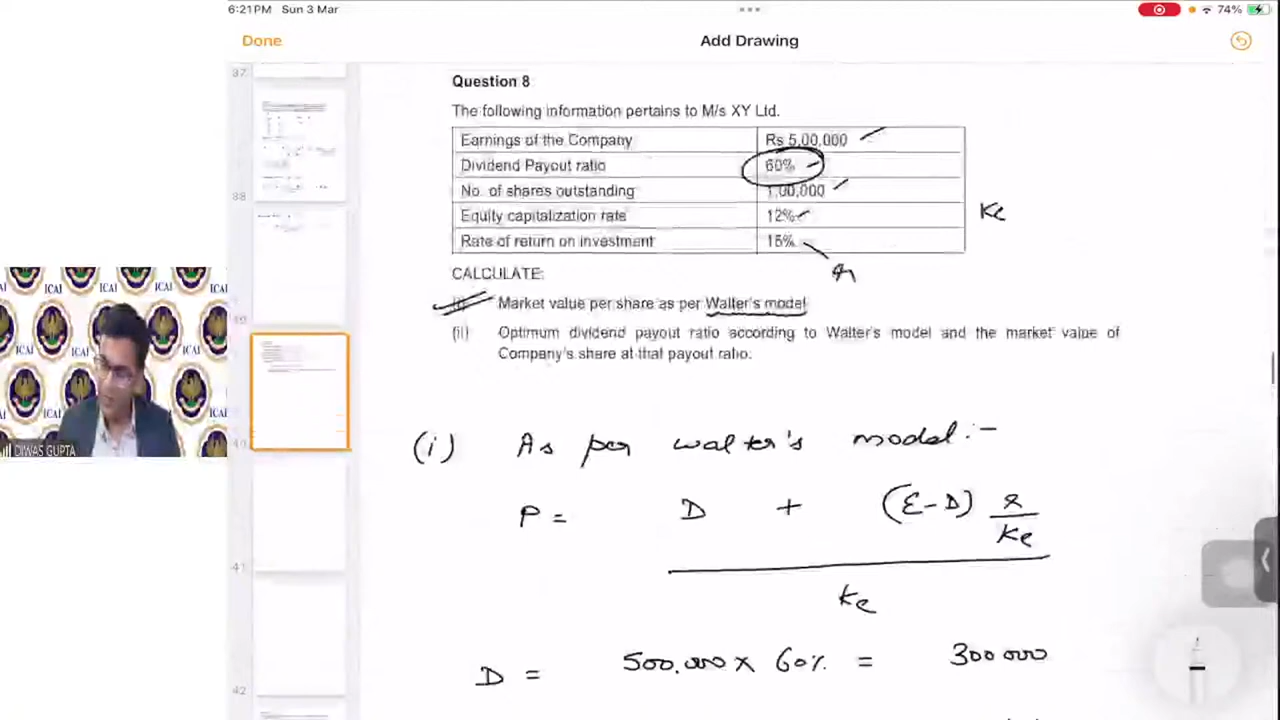 6:21PM Sun 3 Mar
74%
Done
Add Drawing
37
38
39
40
41
42
Question 8
The following information pertains to M/s XY Ltd.
Earnings of the Company Rs 5,00,000
Dividend Payout ratio 60%
No. of shares outstanding 1,00,000
Equity capitalization rate 12% Ke
Rate of return on investment 15%
r
CALCULATE:
(i) Market value per share as per Walter's model
(ii) Optimum dividend payout ratio according to Walter's model and the market value of
Company's share at that payout ratio.
(i) As per walter's model:-
P = D + (E-D) r
Ke
Ke
D = 500,000 x 60% = 300000
ICAI
ICAI
ICAI
DIWAS GUPTA